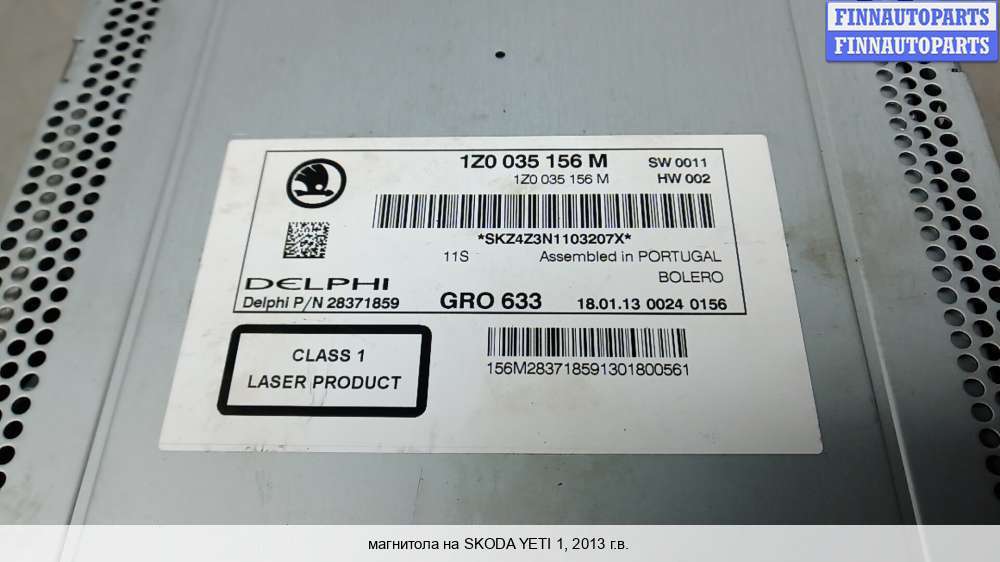 FINNAUTOPARTS
FINNAUTOPARTS
1Z0 035 156 M SW 0011
1Z0 035 156 M HW 002
*SKZ4Z3N1103207X*
11S Assembled in PORTUGAL
BOLERO
DELPHI
Delphi P/N 28371859 GRO 633 18.01.13 0024 0156
CLASS 1
LASER PRODUCT
156M283718591301800561
магнитола на SKODA YETI 1, 2013 г.в.